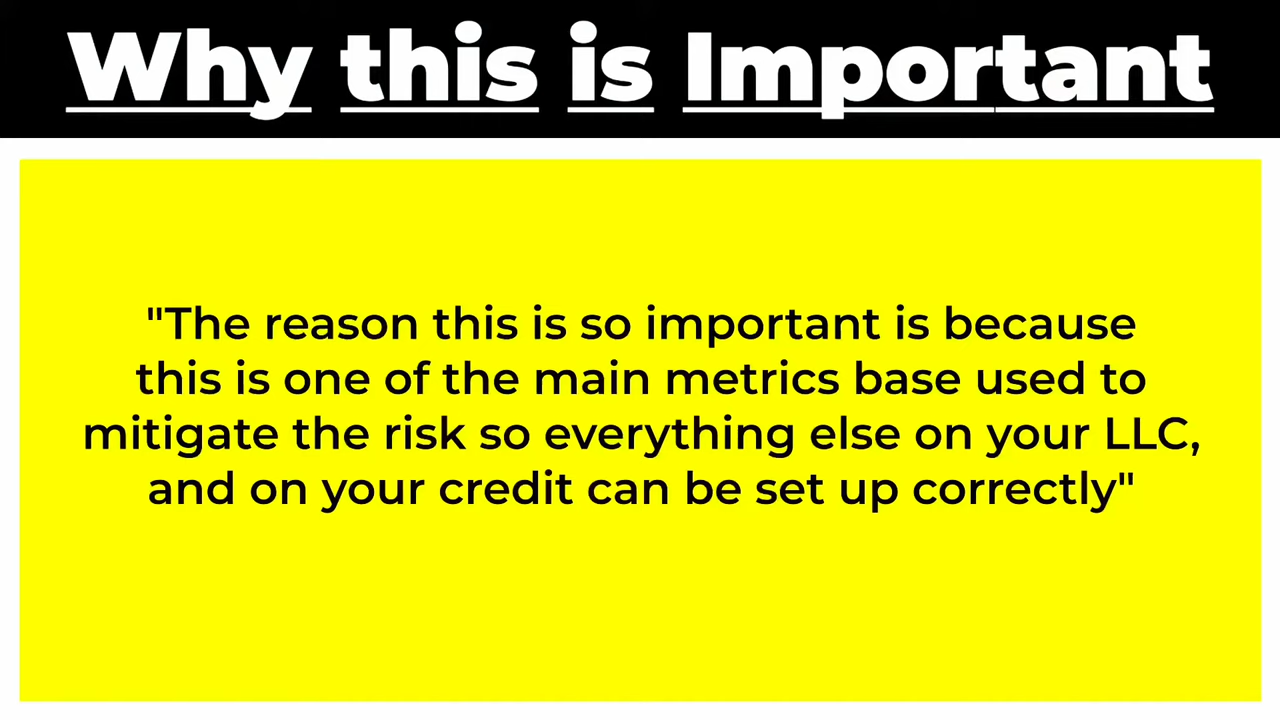 Why this is Important
"The reason this is so important is because
this is one of the main metrics base used to
mitigate the risk so everything else on your LLC,
and on your credit can be set up correctly"